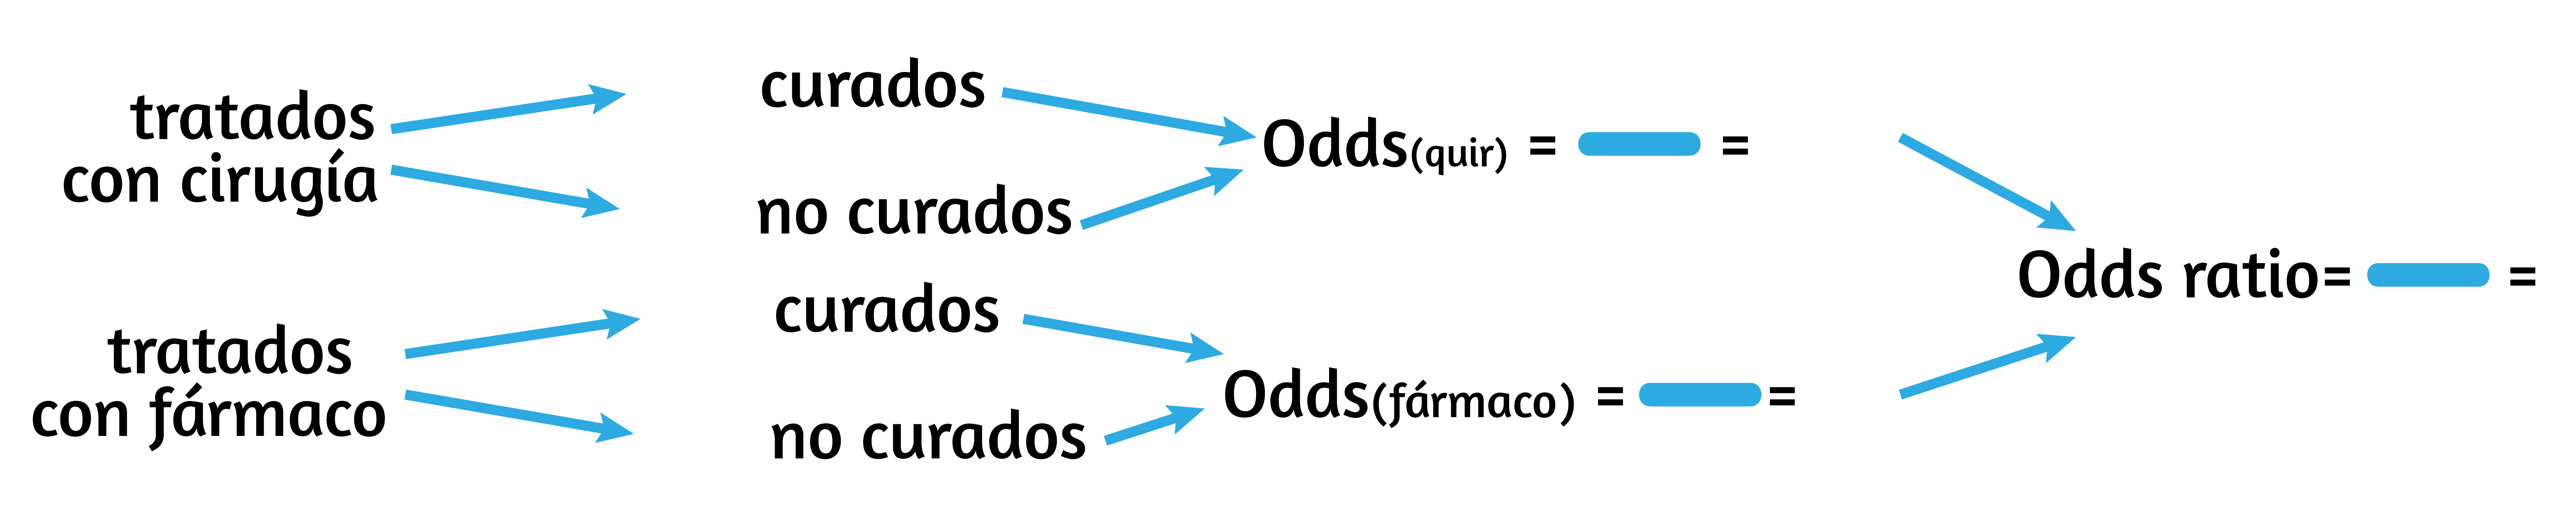 tratados
con cirugía
curados
no curados
Odds(quir) = =
tratados
con fármaco
curados
no curados
Odds(fármaco) = =
Odds ratio= =